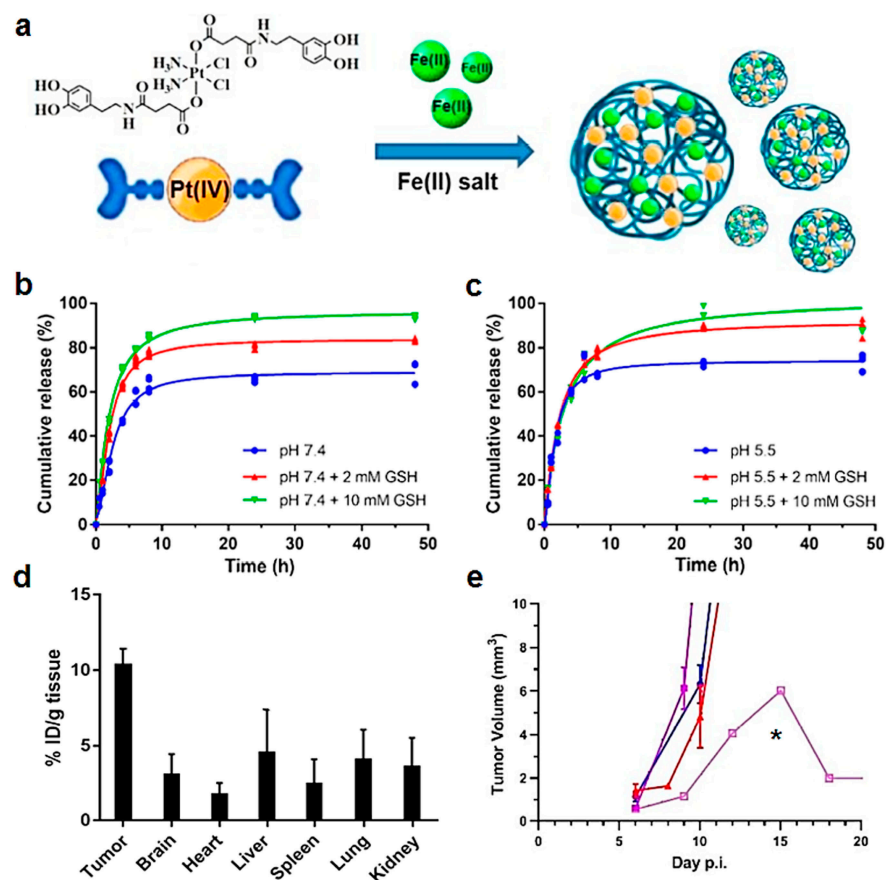 a
O
O
N
H
OH
OH
O
H₃N
Cl
Pt
H₃N
Cl
HO
HO
N
H
O
O
O
Pt(IV)
Fe(II)
Fe(II)
Fe(II)
Fe(II) salt
b
Cumulative release (%)
100
80
60
40
20
0
pH 7.4
pH 7.4 + 2 mM GSH
pH 7.4 + 10 mM GSH
0 10 20 30 40 50
Time (h)
c
Cumulative release (%)
100
80
60
40
20
0
pH 5.5
pH 5.5 + 2 mM GSH
pH 5.5 + 10 mM GSH
0 10 20 30 40 50
Time (h)
d
% ID/g tissue
15
10
5
0
Tumor Brain Heart Liver Spleen Lung Kidney
e
Tumor Volume (mm³)
10
8
6
4
2
0
*
0 5 10 15 20
Day p.i.